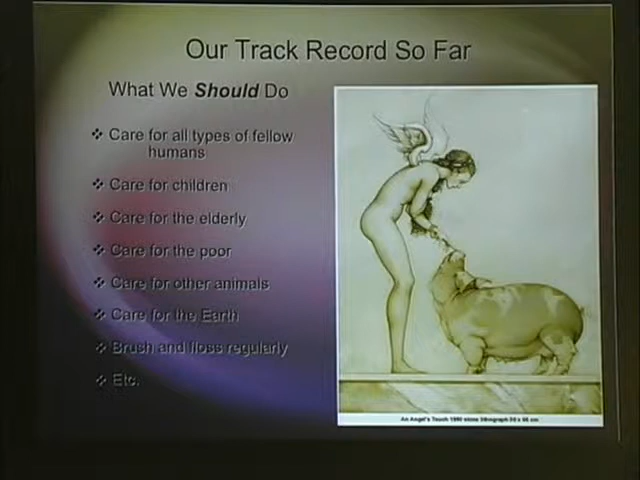 Our Track Record So Far
What We Should Do
❖ Care for all types of fellow
humans
❖ Care for children
❖ Care for the elderly
❖ Care for the poor
❖ Care for other animals
❖ Care for the Earth
❖ Brush and floss regularly
❖ Etc.
An Angel's Touch 1980 stone lithograph